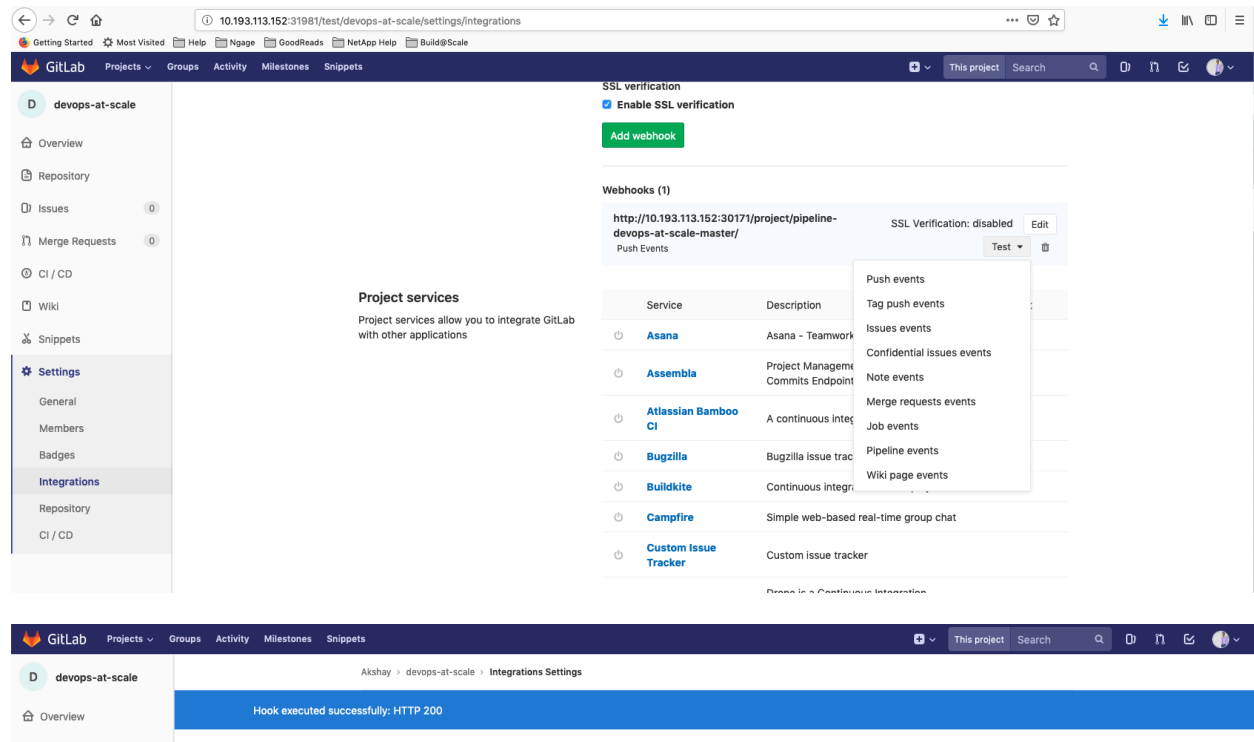 10.193.113.152:31981/test/devops-at-scale/settings/integrations
Getting Started Most Visited Help Ngage GoodReads NetApp Help Build@Scale
GitLab Projects Groups Activity Milestones Snippets This project Search
D devops-at-scale
Overview
Repository
Issues 0
Merge Requests 0
CI / CD
Wiki
Snippets
Settings
General
Members
Badges
Integrations
Repository
CI / CD
SSL verification
Enable SSL verification
Add webhook
Webhooks (1)
http://10.193.113.152:30171/project/pipeline-
devops-at-scale-master/
Push Events
SSL Verification: disabled Edit
Test
Push events
Tag push events
Issues events
Confidential issues events
Note events
Merge requests events
Job events
Pipeline events
Wiki page events
Project services
Project services allow you to integrate GitLab
with other applications
Service Description
Asana Asana - Teamwork
Assembla Project Manageme
Commits Endpoint
Atlassian Bamboo
CI
A continuous integ
Bugzilla Bugzilla issue trac
Buildkite Continuous integr
Campfire Simple web-based real-time group chat
Custom Issue
Tracker
Custom issue tracker
Drone is a Continuous Integration
GitLab Projects Groups Activity Milestones Snippets This project Search
D devops-at-scale
Akshay › devops-at-scale › Integrations Settings
Overview
Hook executed successfully: HTTP 200